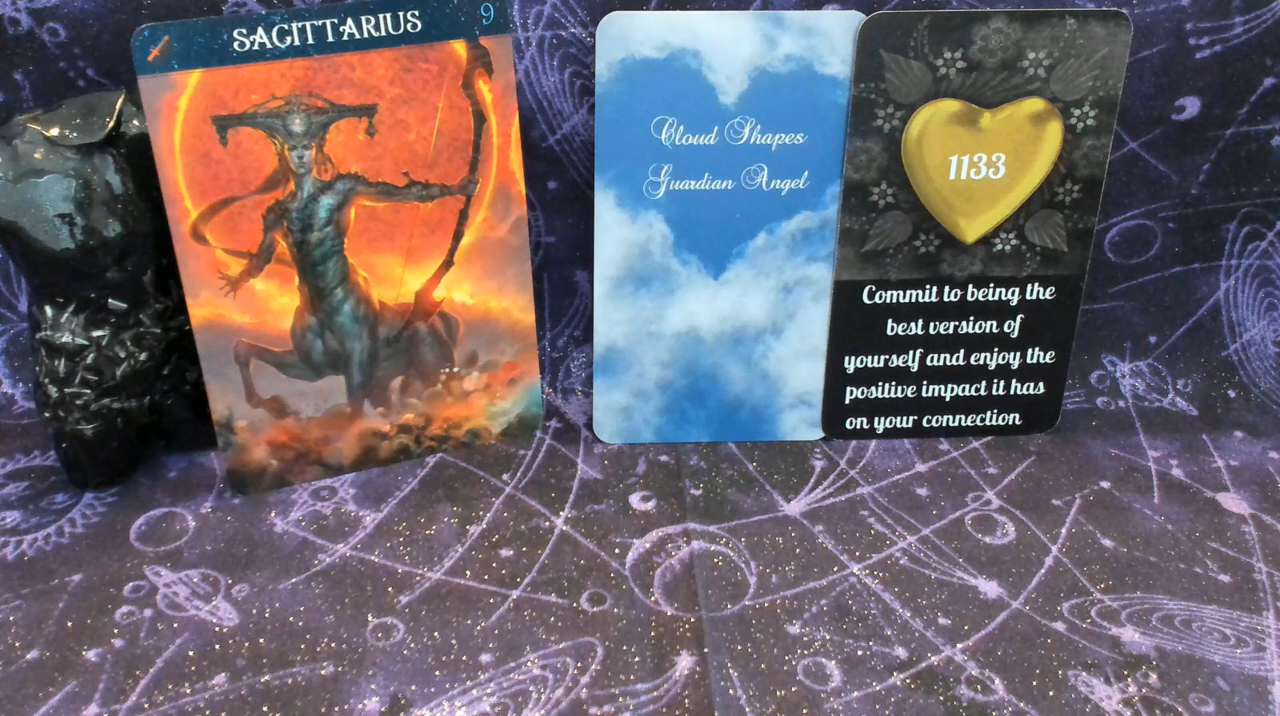 SAGITTARIUS
9
Cloud Shapes
Guardian Angel
1133
Commit to being the
best version of
yourself and enjoy the
positive impact it has
on your connection